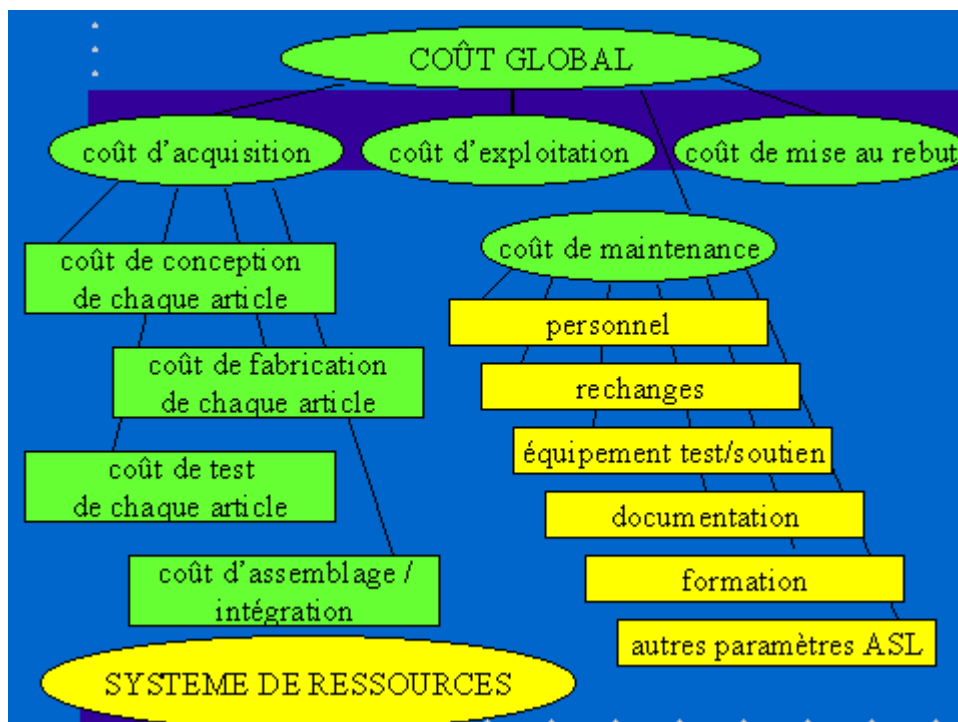 COÛT GLOBAL
coût d'acquisition
coût d'exploitation
coût de mise au rebut
coût de maintenance
coût de conception
de chaque article
coût de fabrication
de chaque article
coût de test
de chaque article
coût d'assemblage /
intégration
personnel
rechanges
équipement test/soutien
documentation
formation
autres paramètres ASL
SYSTEME DE RESSOURCES